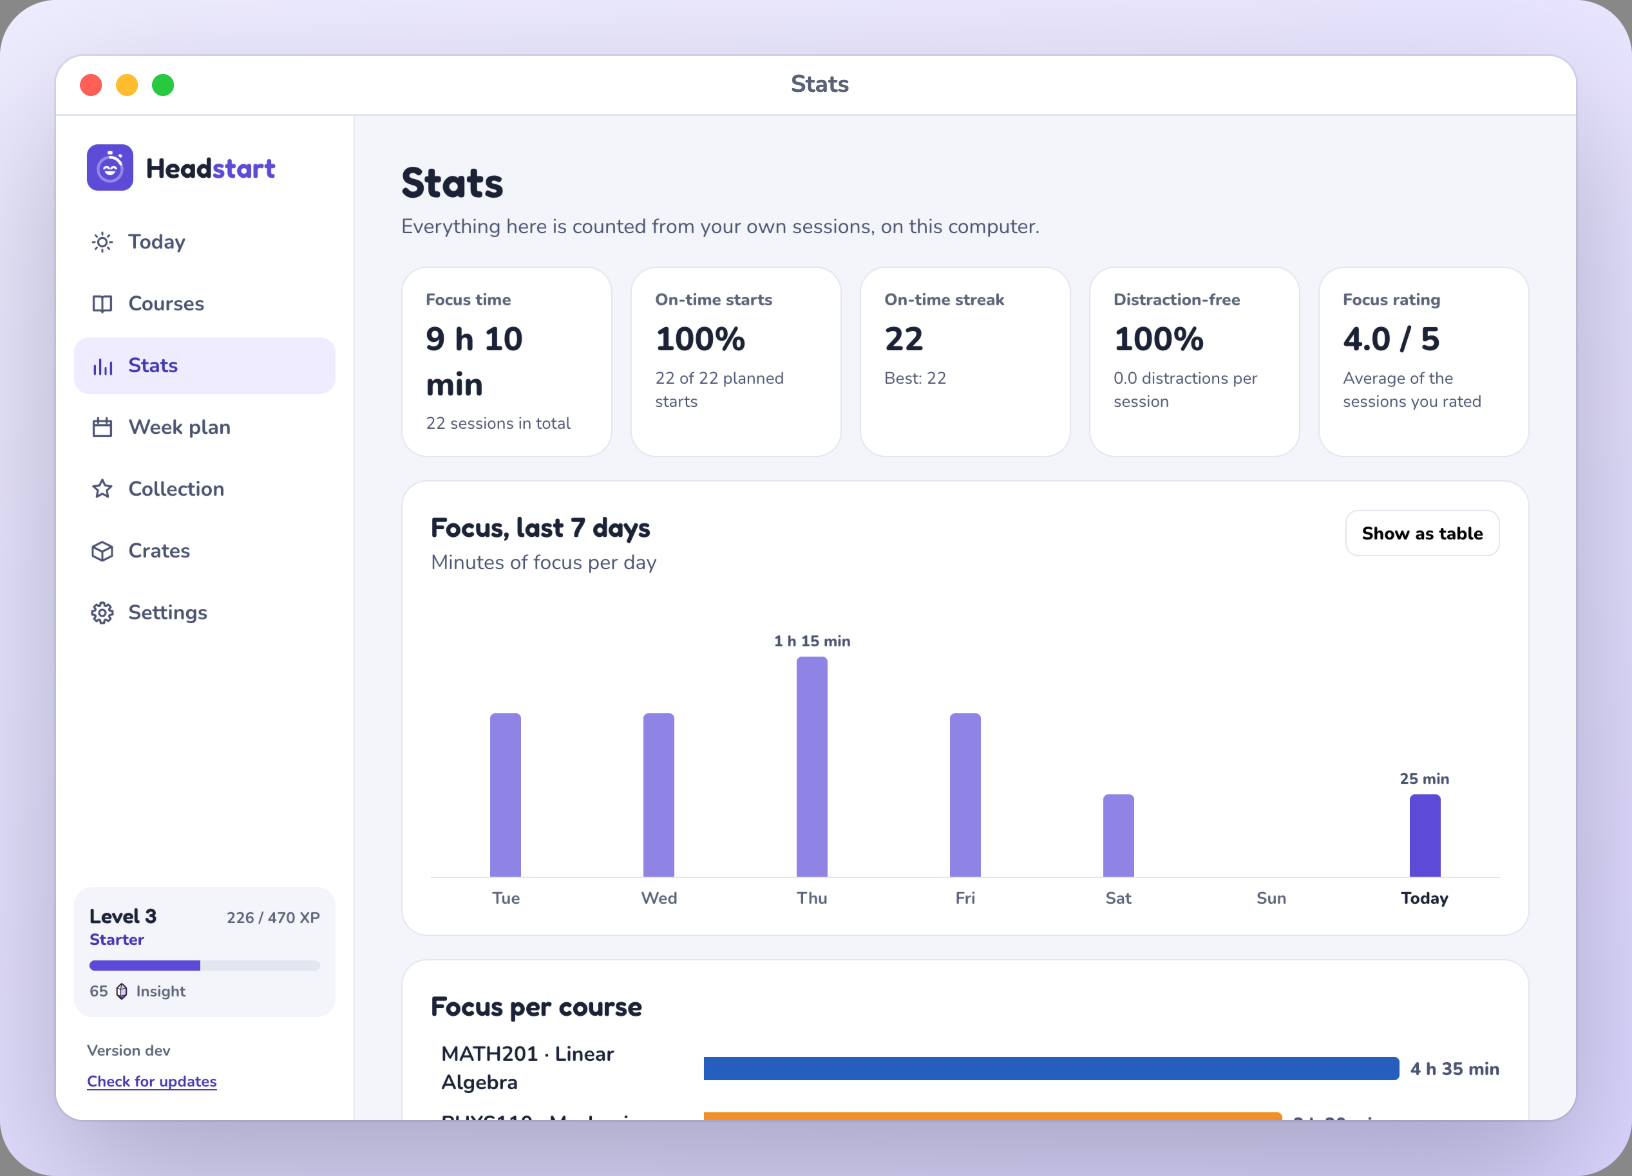 Stats
Headstart
Today
Courses
Stats
Week plan
Collection
Crates
Settings
Level 3
226 / 470 XP
Starter
65 Insight
Version dev
Check for updates
Stats
Everything here is counted from your own sessions, on this computer.
Focus time
9 h 10
min
22 sessions in total
On-time starts
100%
22 of 22 planned
starts
On-time streak
22
Best: 22
Distraction-free
100%
0.0 distractions per
session
Focus rating
4.0 / 5
Average of the
sessions you rated
Focus, last 7 days
Minutes of focus per day
Show as table
1 h 15 min
25 min
Tue
Wed
Thu
Fri
Sat
Sun
Today
Focus per course
MATH201 · Linear
Algebra
4 h 35 min